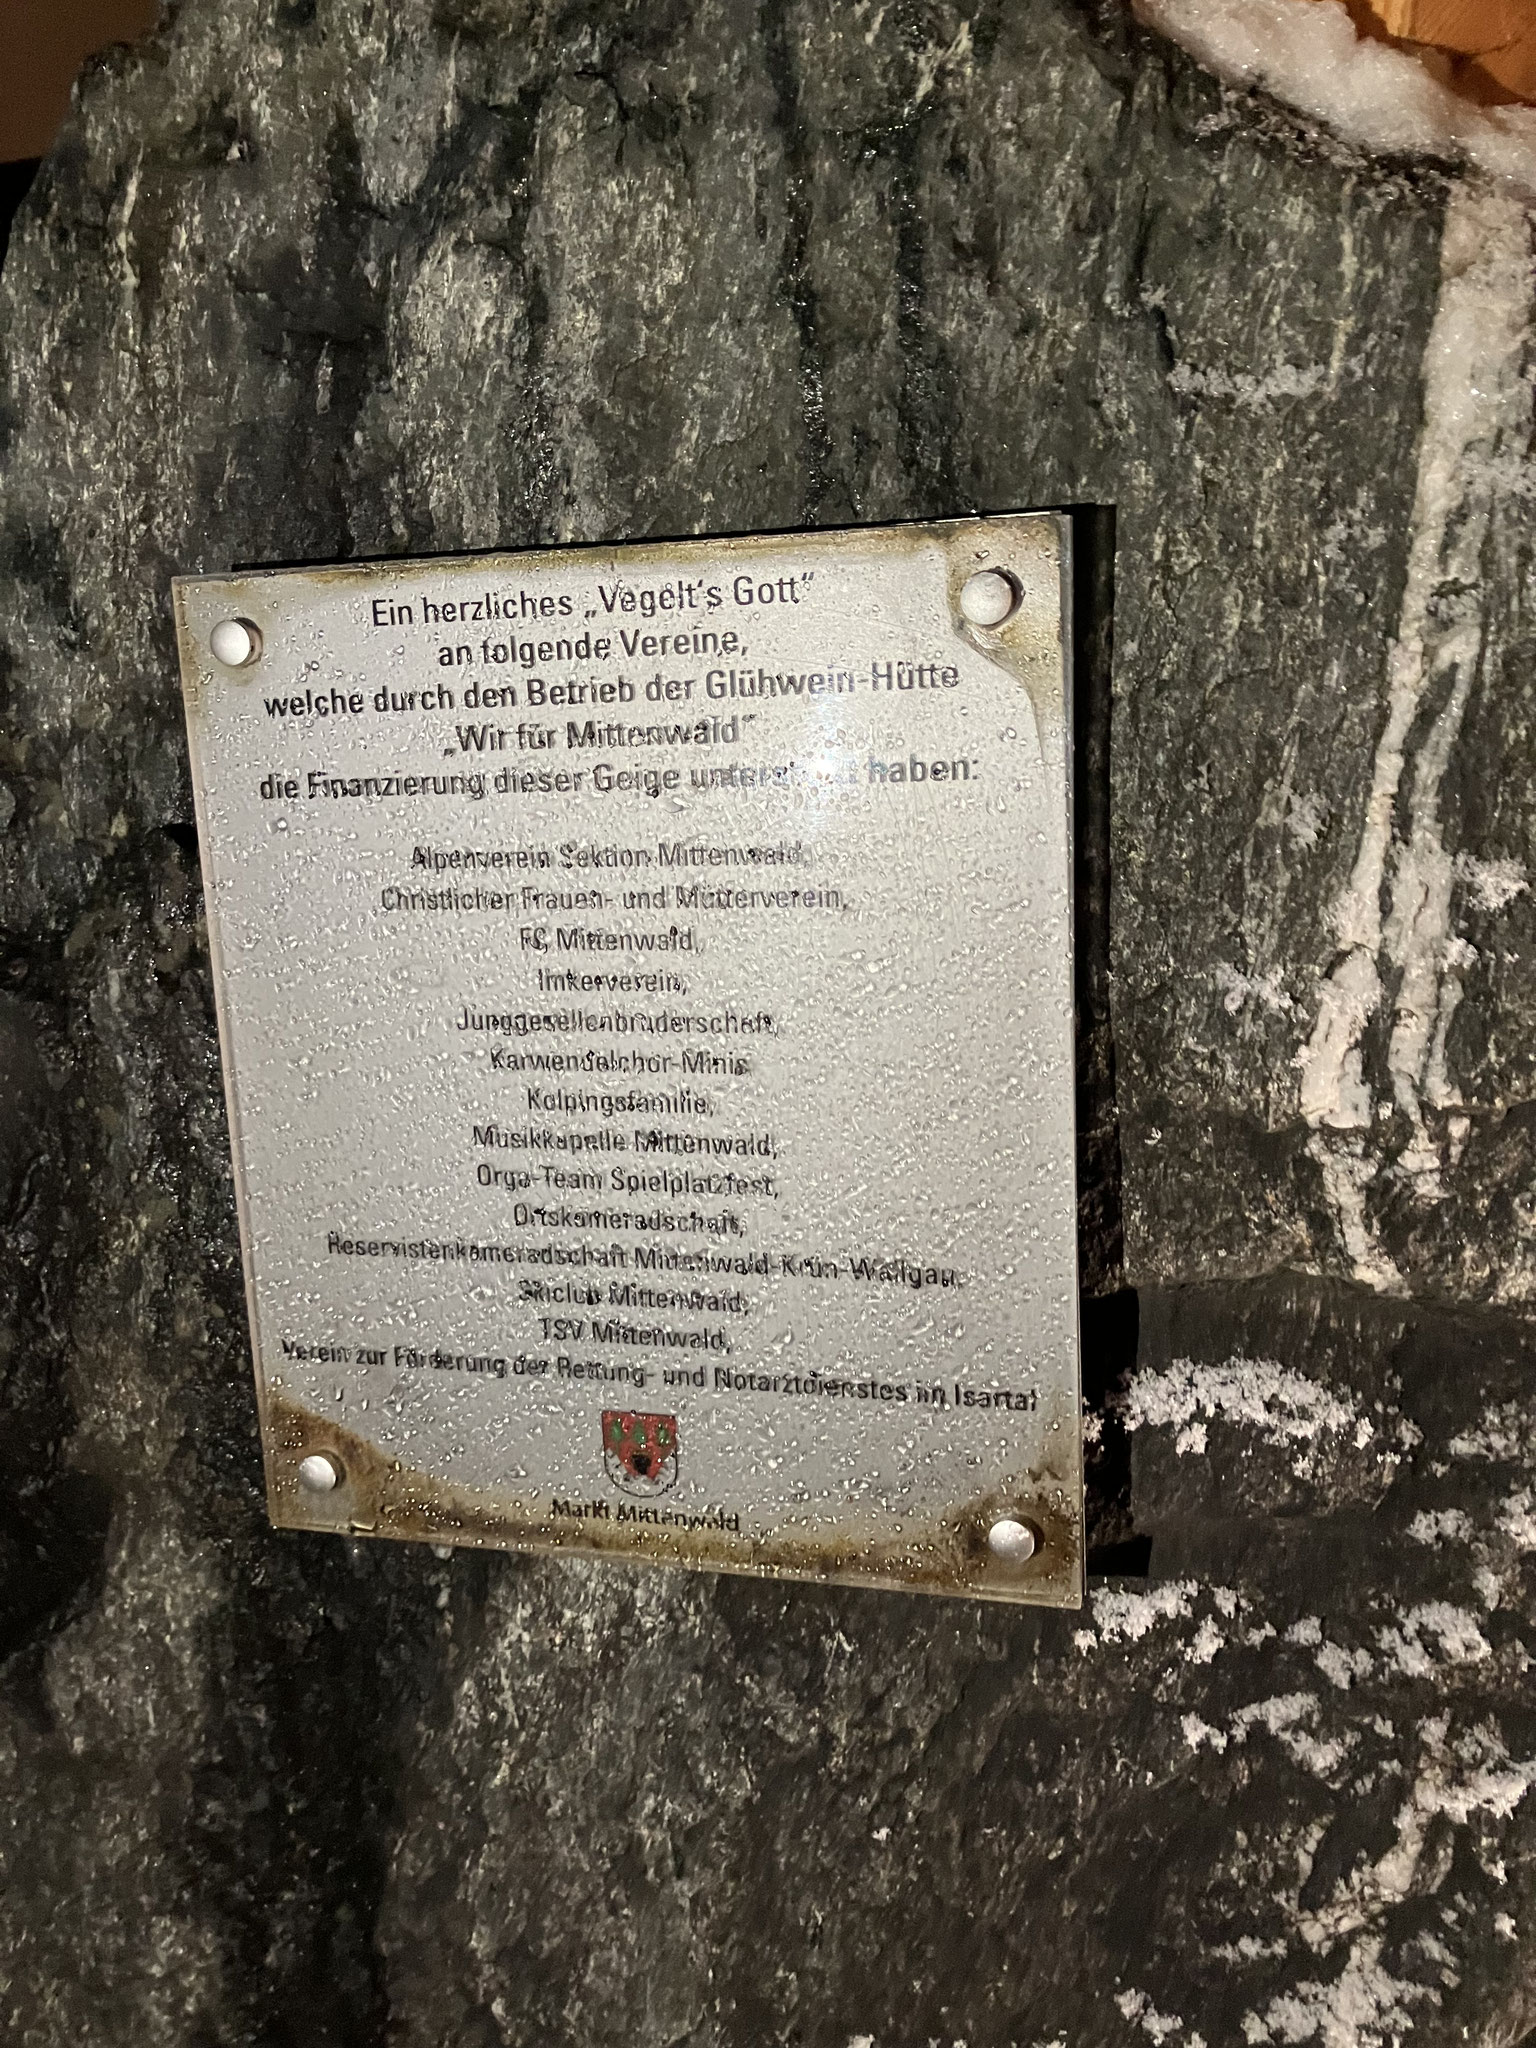 Ein herzliches „Vegelt's Gott“
an folgende Vereine,
welche durch den Betrieb der Glühwein-Hütte
„Wir für Mittenwald“
die Finanzierung dieser Geige unterstützt haben:
Alpenverein Sektion Mittenwald,
Christlicher Frauen- und Mütterverein,
FC Mittenwald,
Imkerverein,
Junggesellenbruderschaft,
Karwendelchor-Minis
Kolpingsfamilie,
Musikkapelle Mittenwald,
Orga-Team Spielplatzfest,
Ortskameradschaft,
Reservistenkameradschaft Mittenwald-Krün-Wallgau,
Skiclub Mittenwald,
TSV Mittenwald,
Verein zur Förderung der Rettung- und Notarztdienstes im Isartal
Markt Mittenwald